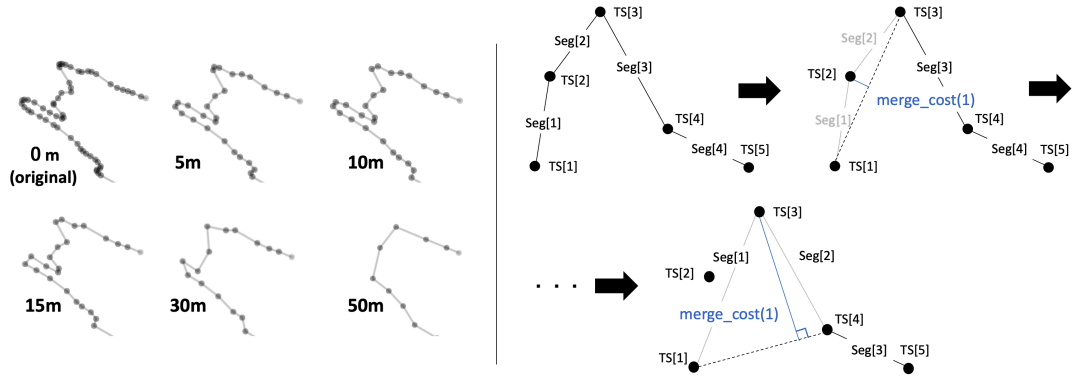 0 m
(original)
5m
10m
15m
30m
50m
TS[3]
Seg[2]
TS[2]
Seg[3]
Seg[1]
TS[4]
Seg[4]
TS[5]
TS[1]
TS[3]
Seg[2]
TS[2]
Seg[3]
merge_cost(1)
Seg[1]
TS[4]
Seg[4]
TS[5]
TS[1]
. . .
TS[3]
Seg[1]
Seg[2]
TS[2]
merge_cost(1)
TS[4]
TS[1]
Seg[3]
TS[5]